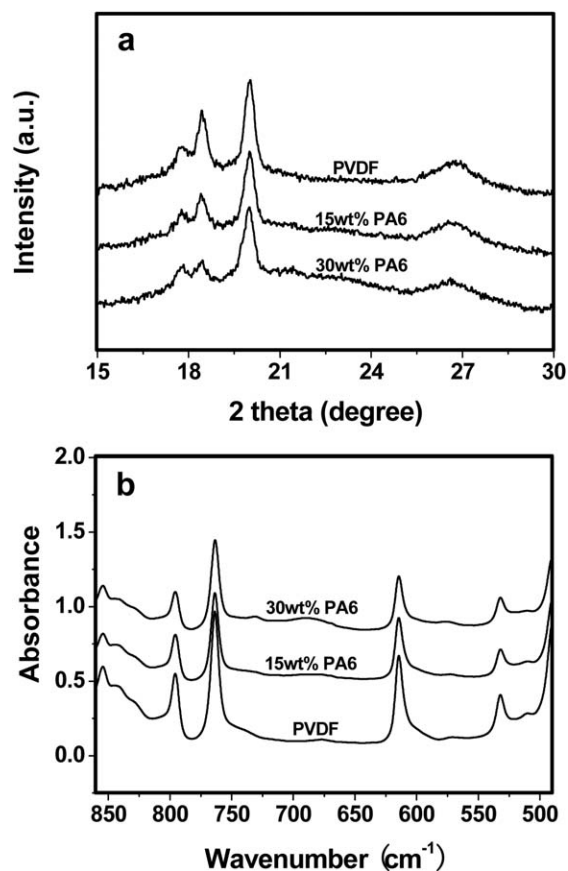 a
Intensity (a.u.)
PVDF
15wt% PA6
30wt% PA6
15 18 21 24 27 30
2 theta (degree)
b
2.0
1.5
1.0
0.5
0.0
Absorbance
30wt% PA6
15wt% PA6
PVDF
850 800 750 700 650 600 550 500
Wavenumber (cm⁻¹)